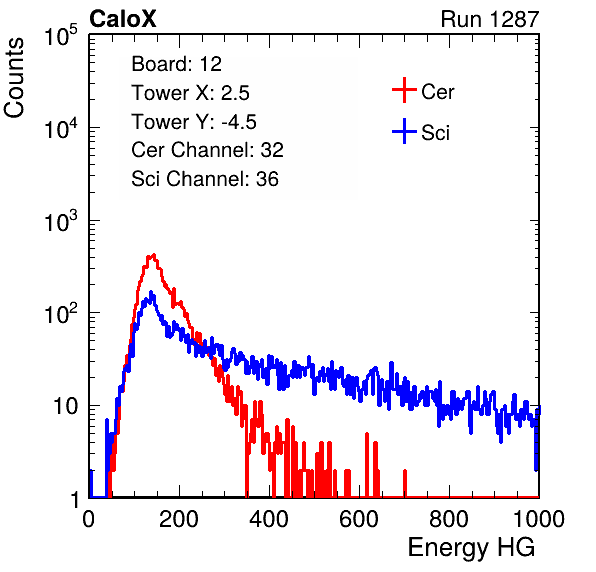 CaloX Run 1287
Counts
10^5
10^4
10^3
10^2
10
1
Board: 12
Tower X: 2.5
Tower Y: -4.5
Cer Channel: 32
Sci Channel: 36
Cer
Sci
0 200 400 600 800 1000
Energy HG